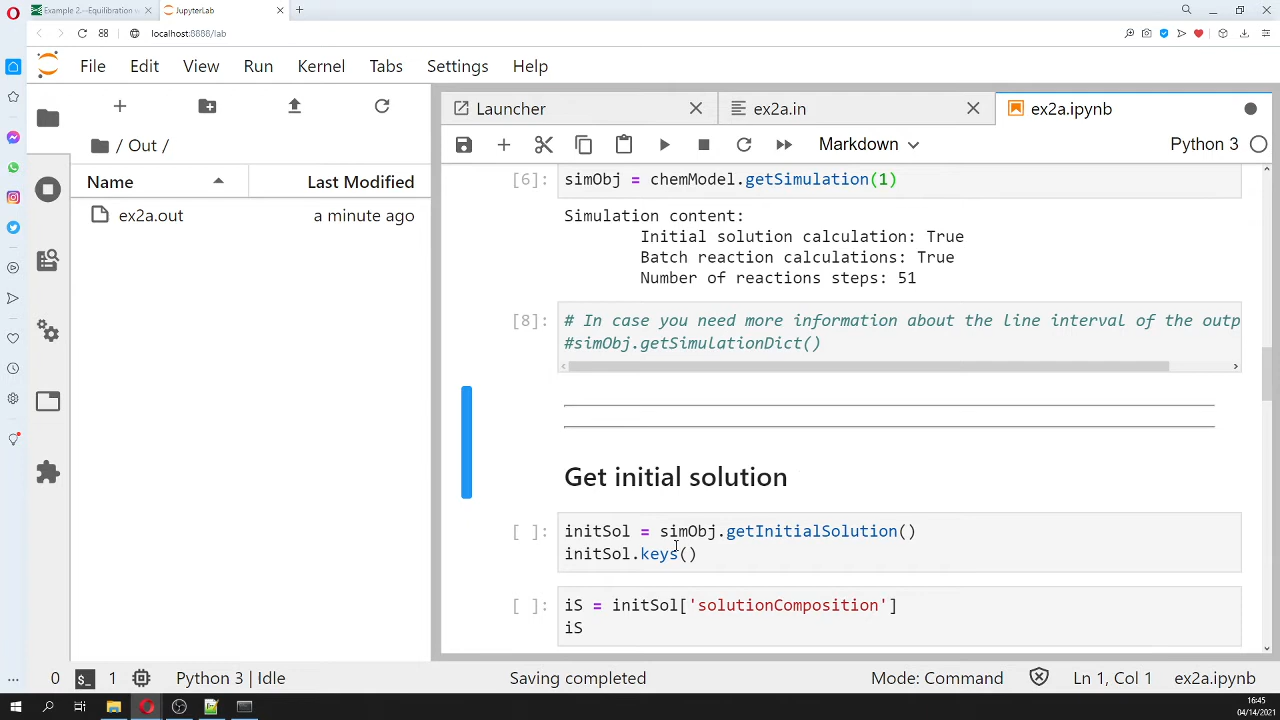 Example 2.--Equilibration w
JupyterLab
localhost:8888/lab
File Edit View Run Kernel Tabs Settings Help
/ Out /
Name Last Modified
ex2a.out a minute ago
Launcher
ex2a.in
ex2a.ipynb
Markdown
Python 3
[6]: simObj = chemModel.getSimulation(1)
Simulation content:
Initial solution calculation: True
Batch reaction calculations: True
Number of reactions steps: 51
[8]: # In case you need more information about the line interval of the outp
#simObj.getSimulationDict()
Get initial solution
[ ]: initSol = simObj.getInitialSolution()
initSol.keys()
[ ]: iS = initSol['solutionComposition']
iS
0 $_ 1 Python 3 | Idle Saving completed Mode: Command Ln 1, Col 1 ex2a.ipynb
16:45
04/14/2021